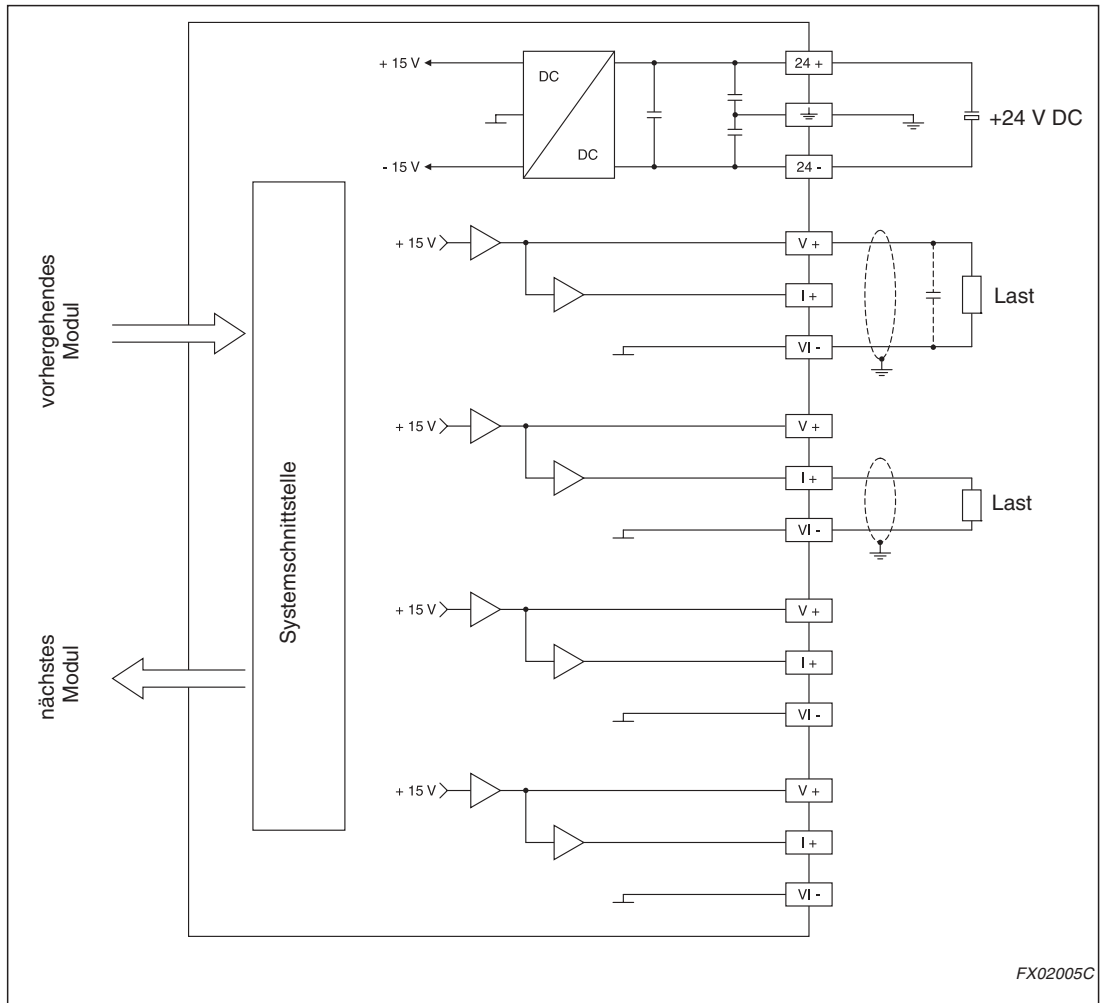 + 15 V
DC
DC
- 15 V
24 +
24 -
+24 V DC
vorhergehendes
Modul
nächstes
Modul
Systemschnittstelle
+ 15 V
V +
I +
VI -
Last
+ 15 V
V +
I +
VI -
Last
+ 15 V
V +
I +
VI -
+ 15 V
V +
I +
VI -
FX02005C